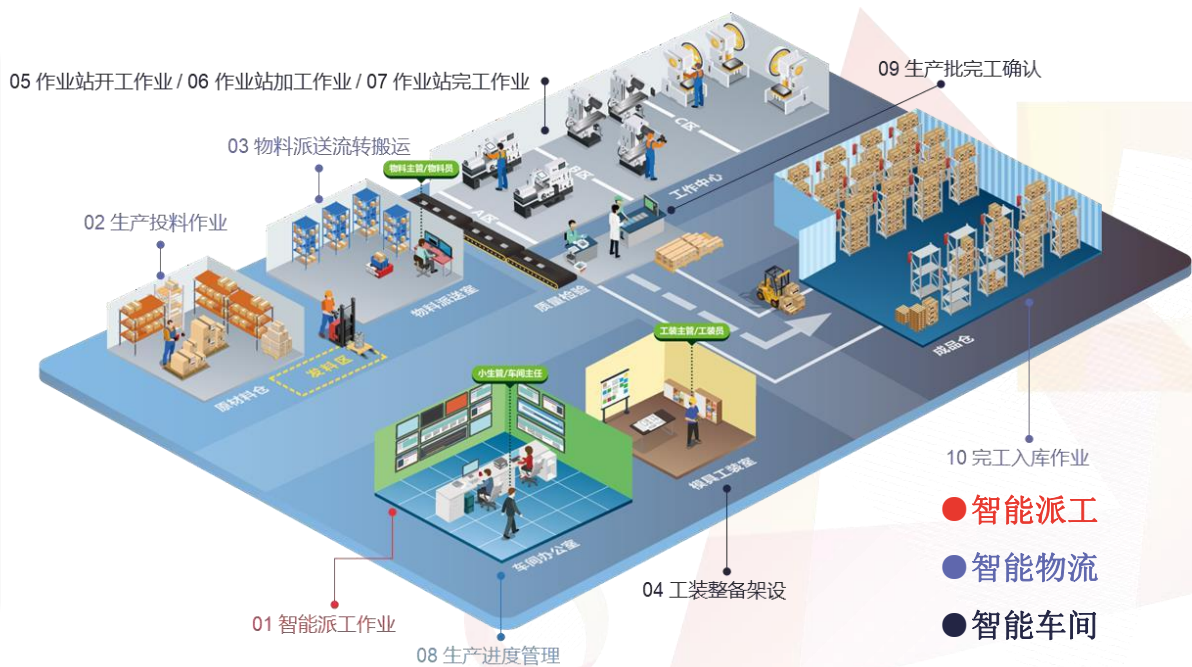 05 作业站开工作业 / 06 作业站加工作业 / 07 作业站完工作业
09 生产批完工确认
03 物料派送流转搬运
物料主管/物料员
C区
B区
A区
工作中心
02 生产投料作业
物料派送室
质量检验
发料区
原材料仓
工装主管/工装员
成品仓
小生管/车间主任
模具工装室
车间办公室
10 完工入库作业
智能派工
智能物流
智能车间
04 工装整备架设
01 智能派工作业
08 生产进度管理